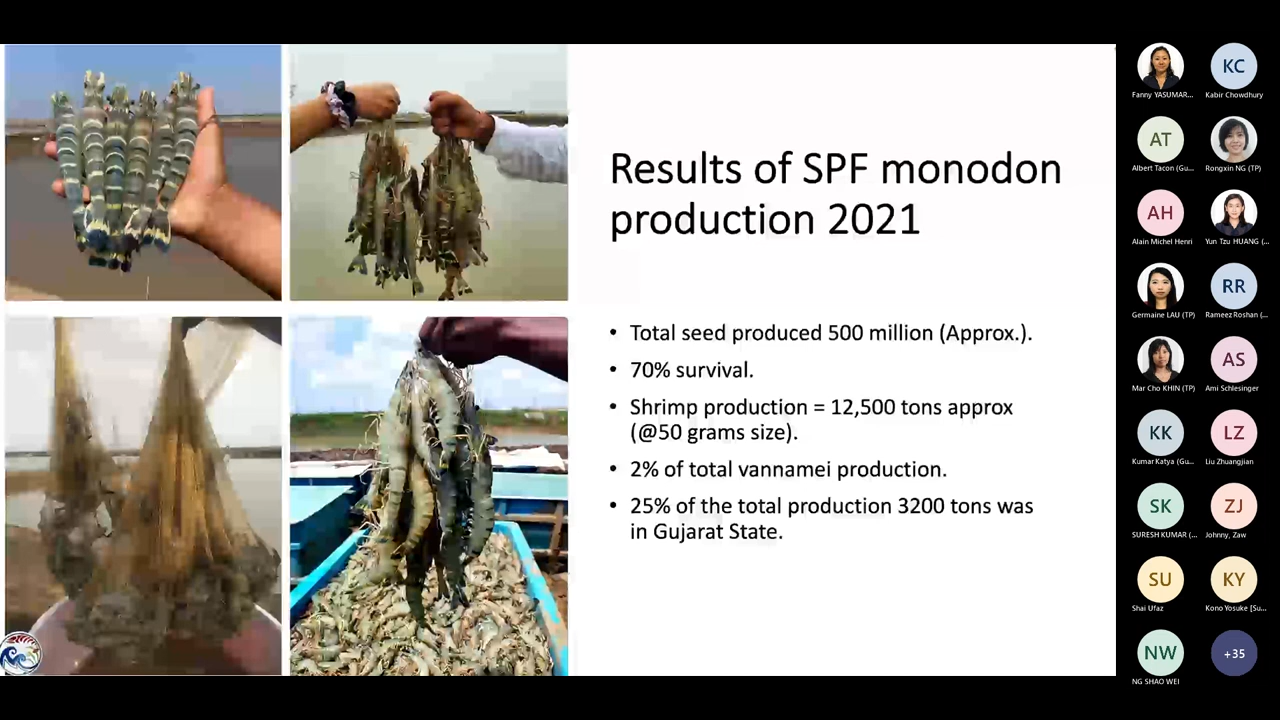 Results of SPF monodon
production 2021
• Total seed produced 500 million (Approx.).
• 70% survival.
• Shrimp production = 12,500 tons approx
(@50 grams size).
• 2% of total vannamei production.
• 25% of the total production 3200 tons was
in Gujarat State.
Fanny YASUMAR...
KC
Kabir Chowdhury
AT
Albert Tacon (Gu...
Rongxin NG (TP)
AH
Alain Michel Henri
Yun Tzu HUANG (...
Germaine LAU (TP)
RR
Rameez Roshan (...
Mar Cho KHIN (TP)
AS
Ami Schlesinger
KK
Kumar Katya (Gu...
LZ
Liu Zhuangjian
SK
SURESH KUMAR (...
ZJ
Johnny, Zaw
SU
Shai Ufaz
KY
Kono Yosuke [Su...
NW
NG SHAO WEI
+35